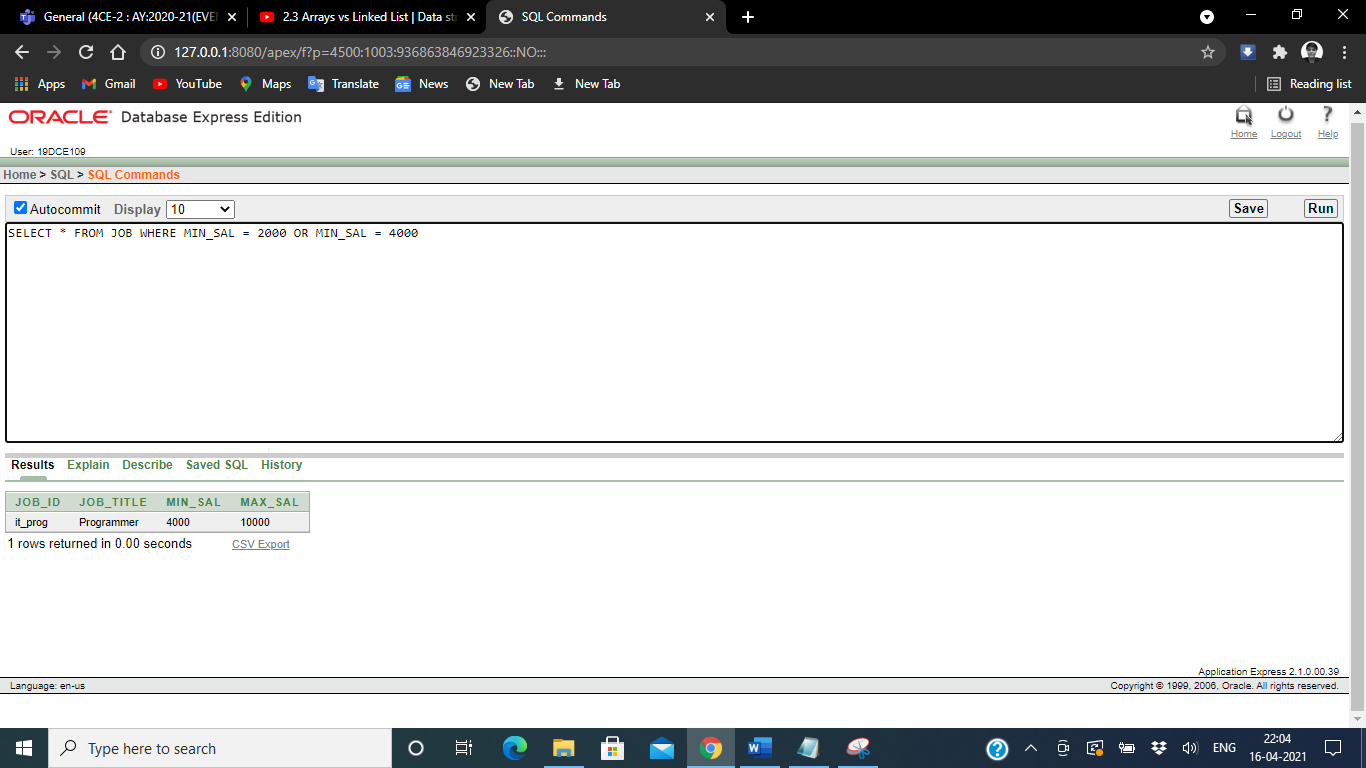 General (4CE-2 : AY:2020-21(EVE
2.3 Arrays vs Linked List | Data str
SQL Commands
127.0.0.1:8080/apex/f?p=4500:1003:936863846923326::NO:::
Apps
Gmail
YouTube
Maps
Translate
News
New Tab
New Tab
Reading list
ORACLE Database Express Edition
Home
Logout
Help
User: 19DCE109
Home > SQL > SQL Commands
Autocommit Display 10
Save
Run
SELECT * FROM JOB WHERE MIN_SAL = 2000 OR MIN_SAL = 4000
Results Explain Describe Saved SQL History
JOB_ID JOB_TITLE MIN_SAL MAX_SAL
it_prog Programmer 4000 10000
1 rows returned in 0.00 seconds
CSV Export
Application Express 2.1.0.00.39
Language: en-us
Copyright © 1999, 2006, Oracle. All rights reserved.
Type here to search
ENG
22:04
16-04-2021